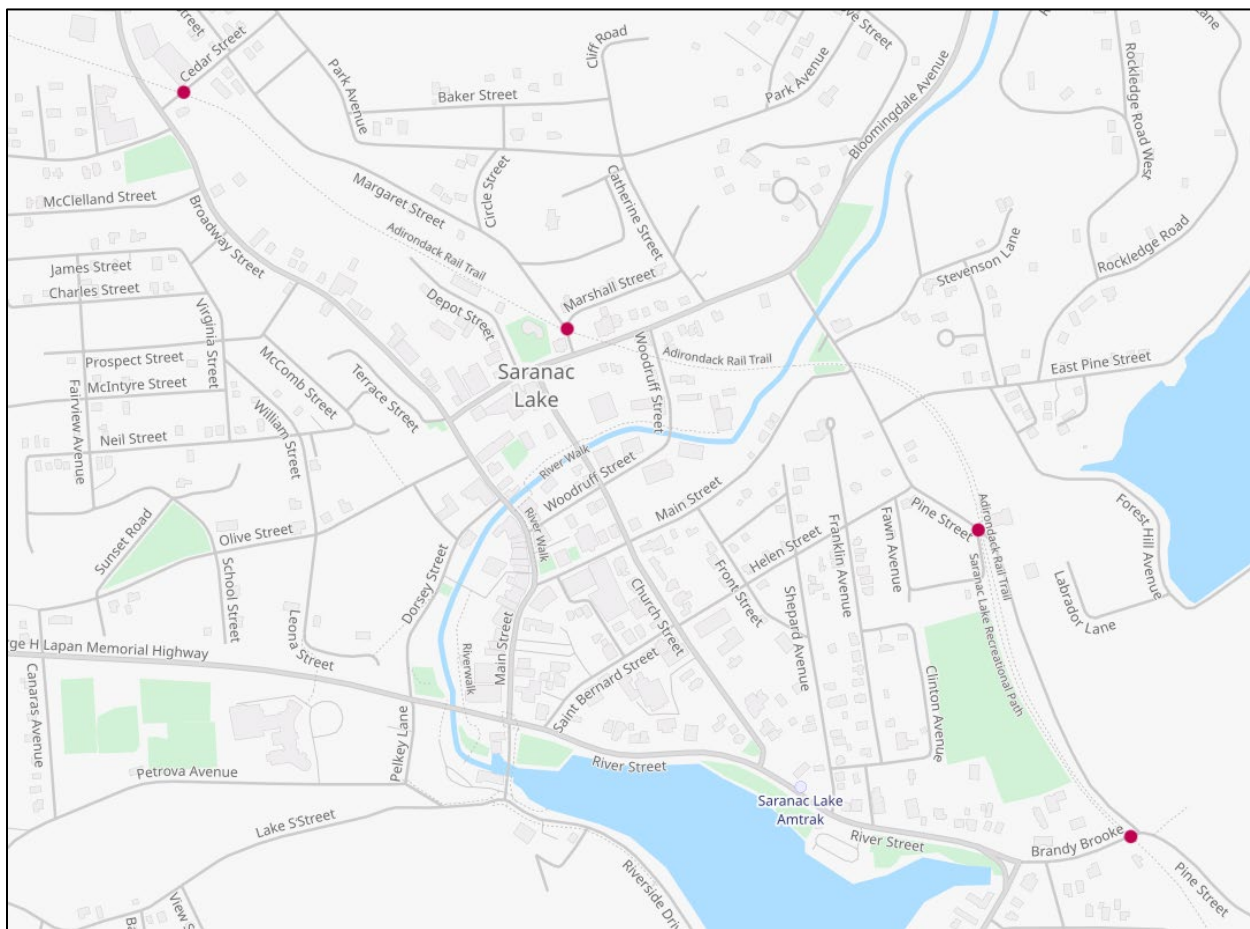 Cedar Street
Cliff Road
Park Avenue
Park Avenue
Baker Street
Bloomingdale Avenue
Rockledge Road West
Circle Street
Catherine Street
Margaret Street
McClelland Street
Broadway Street
Adirondack Rail Trail
Rockledge Road
Stevenson Lane
James Street
Charles Street
Marshall Street
Depot Street
Virginia Street
Woodruff Street
Adirondack Rail Trail
Prospect Street
McIntyre Street
McComb Street
Terrace Street
Saranac
Lake
East Pine Street
Fairview Avenue
William Street
Neil Street
River Walk
Woodruff Street
Main Street
River Walk
Sunset Road
Olive Street
Pine Street
Adirondack Rail Trail
Forest Hill Avenue
Fawn Avenue
Franklin Avenue
Helen Street
Front Street
Shepard Avenue
Dorsey Street
School Street
Leona Street
Church Street
Labrador Lane
Saranac Lake Recreational Path
ge H Lapan Memorial Highway
Canaras Avenue
Riverwalk
Main Street
Saint Bernard Street
Clinton Avenue
Pelkey Lane
Petrova Avenue
River Street
Saranac Lake
Amtrak
Lake S'Street
River Street
Brandy Brooke
Pine Street
Riverside Driv
View S